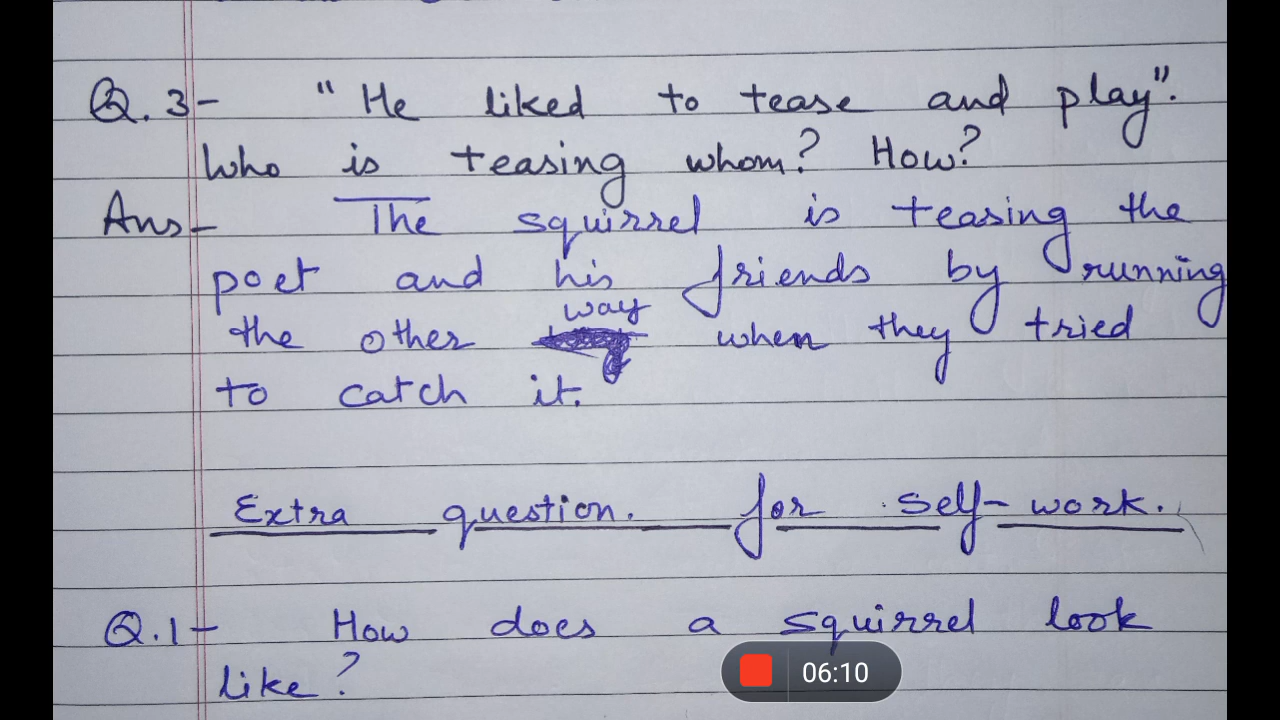 Q. 3- "He liked to tease and play".
Who is teasing whom? How?
Ans- The squirrel is teasing the
poet and his friends by running
way
the other when they tried
to catch it.
Extra question. for self-work.
Q.1- How does a squirrel look
like?
06:10